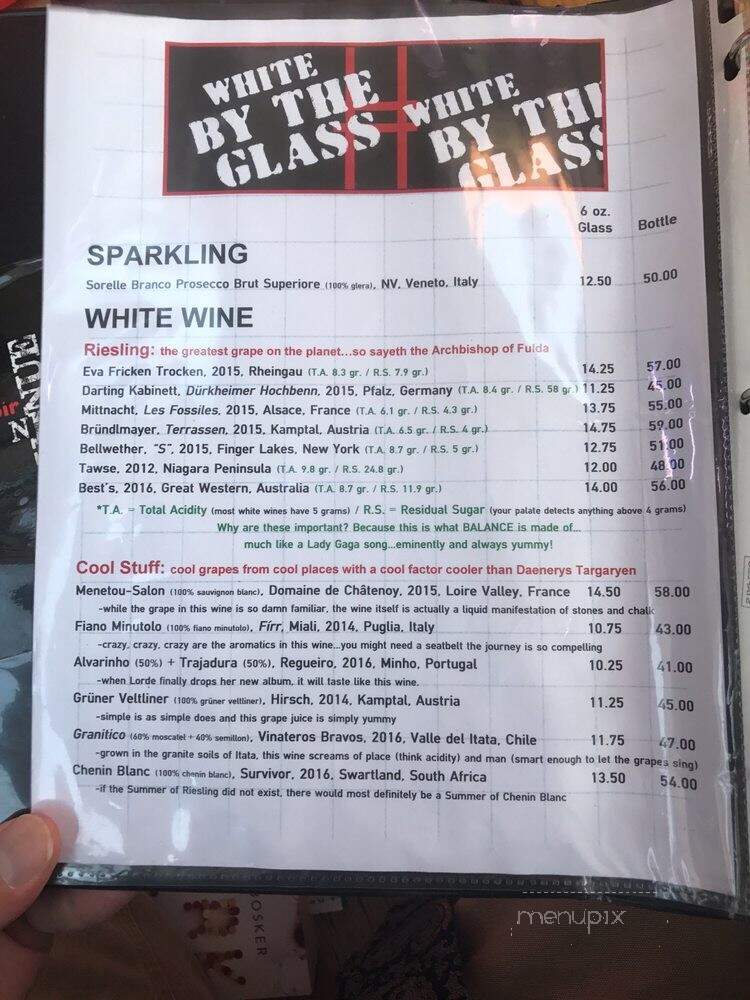 WHITE BY THE GLASS
WHITE BY THE GLASS
6 oz. Glass Bottle
SPARKLING
Sorelle Branco Prosecco Brut Superiore (100% glera), NV, Veneto, Italy 12.50 50.00
WHITE WINE
Riesling: the greatest grape on the planet...so sayeth the Archbishop of Fulda
Eva Fricken Trocken, 2015, Rheingau (T.A. 8.3 gr. / R.S. 7.9 gr.) 14.25 57.00
Darting Kabinett, Dürkheimer Hochbenn, 2015, Pfalz, Germany (T.A. 8.4 gr. / R.S. 58 gr.) 11.25 45.00
Mittnacht, Les Fossiles, 2015, Alsace, France (T.A. 6.1 gr. / R.S. 4.3 gr.) 13.75 55.00
Bründlmayer, Terrassen, 2015, Kamptal, Austria (T.A. 6.5 gr. / R.S. 4 gr.) 14.75 59.00
Bellwether, "S", 2015, Finger Lakes, New York (T.A. 8.7 gr. / R.S. 5 gr.) 12.75 51.00
Tawse, 2012, Niagara Peninsula (T.A. 9.8 gr. / R.S. 24.8 gr.) 12.00 48.00
Best's, 2016, Great Western, Australia (T.A. 8.7 gr. / R.S. 11.9 gr.) 14.00 56.00
*T.A. = Total Acidity (most white wines have 5 grams) / R.S. = Residual Sugar (your palate detects anything above 4 grams)
Why are these important? Because this is what BALANCE is made of...
much like a Lady Gaga song...eminently and always yummy!
Cool Stuff: cool grapes from cool places with a cool factor cooler than Daenerys Targaryen
Menetou-Salon (100% sauvignon blanc), Domaine de Châtenoy, 2015, Loire Valley, France 14.50 58.00
-while the grape in this wine is so damn familiar, the wine itself is actually a liquid manifestation of stones and chalk
Fiano Minutolo (100% fiano minutolo), Fírr, Miali, 2014, Puglia, Italy 10.75 43.00
-crazy, crazy, crazy are the aromatics in this wine...you might need a seatbelt the journey is so compelling
Alvarinho (50%) + Trajadura (50%), Regueiro, 2016, Minho, Portugal 10.25 41.00
-when Lorde finally drops her new album, it will taste like this wine.
Grüner Veltliner (100% grüner veltliner), Hirsch, 2014, Kamptal, Austria 11.25 45.00
-simple is as simple does and this grape juice is simply yummy
Granitico (60% moscatel + 40% semillon), Vinateros Bravos, 2016, Valle del Itata, Chile 11.75 47.00
-grown in the granite soils of Itata, this wine screams of place (think acidity) and man (smart enough to let the grapes sing)
Chenin Blanc (100% chenin blanc), Survivor, 2016, Swartland, South Africa 13.50 54.00
-if the Summer of Riesling did not exist, there would most definitely be a Summer of Chenin Blanc
BOSKER
menupix